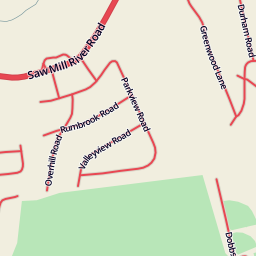 Saw Mill River Road
Greenwood Lane
Durham Road
Parkview Road
Rumbrook Road
Valleyview Road
Overhill Road
Dobbs